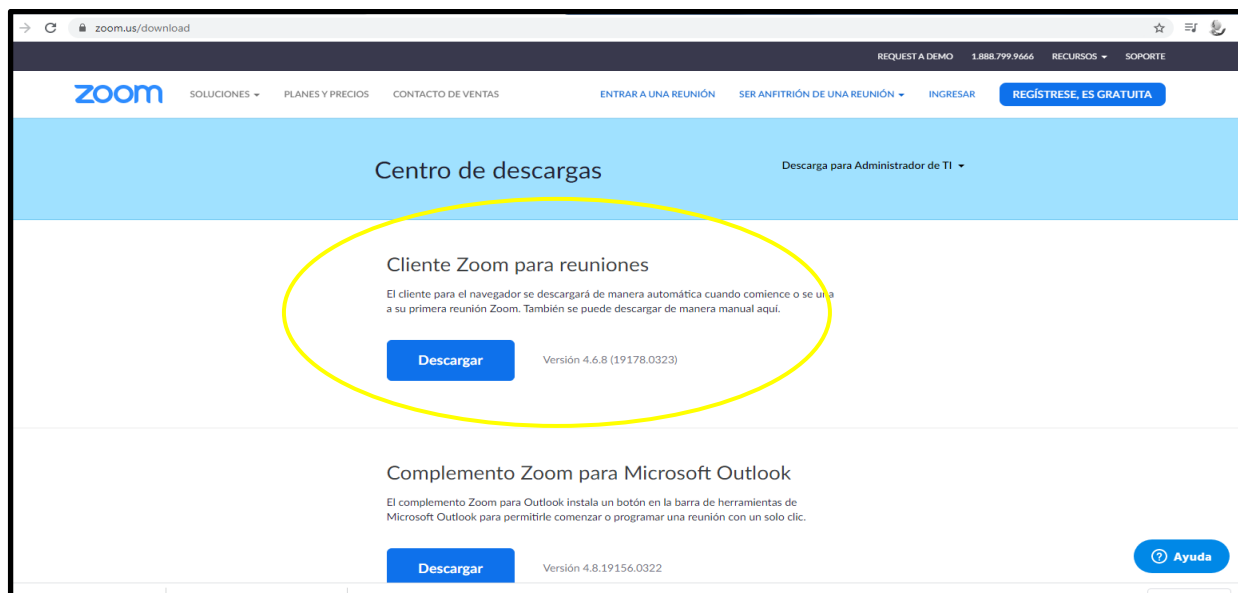 zoom.us/download
REQUEST A DEMO 1.888.799.9666 RECURSOS SOPORTE
zoom SOLUCIONES PLANES Y PRECIOS CONTACTO DE VENTAS ENTRAR A UNA REUNIÓN SER ANFITRIÓN DE UNA REUNIÓN INGRESAR REGÍSTRESE, ES GRATUITA
Centro de descargas Descarga para Administrador de TI
Cliente Zoom para reuniones
El cliente para el navegador se descargará de manera automática cuando comience o se una
a su primera reunión Zoom. También se puede descargar de manera manual aquí.
Descargar Versión 4.6.8 (19178.0323)
Complemento Zoom para Microsoft Outlook
El complemento Zoom para Outlook instala un botón en la barra de herramientas de
Microsoft Outlook para permitirle comenzar o programar una reunión con un solo clic.
Descargar Versión 4.8.19156.0322
Ayuda